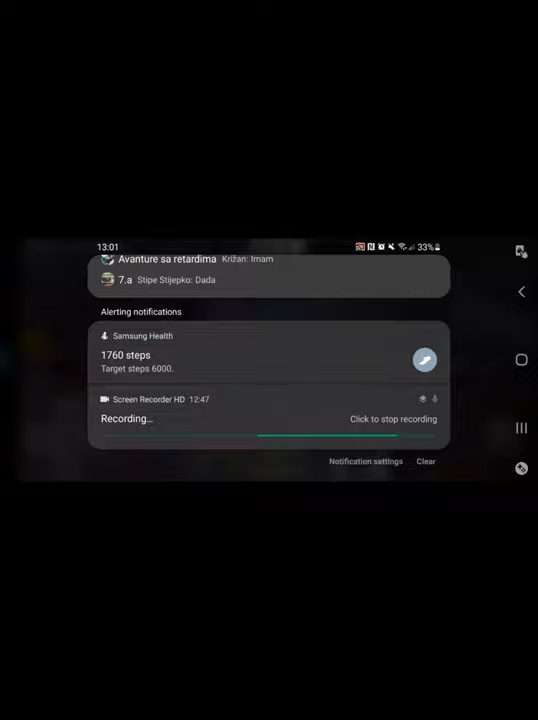 13:01 33%
Avanture sa retardima Križan: Imam
7.a Stipe Stijepko: Dada
Alerting notifications
Samsung Health
1760 steps
Target steps 6000.
Screen Recorder HD 12:47
Recording... Click to stop recording
Notification settings Clear